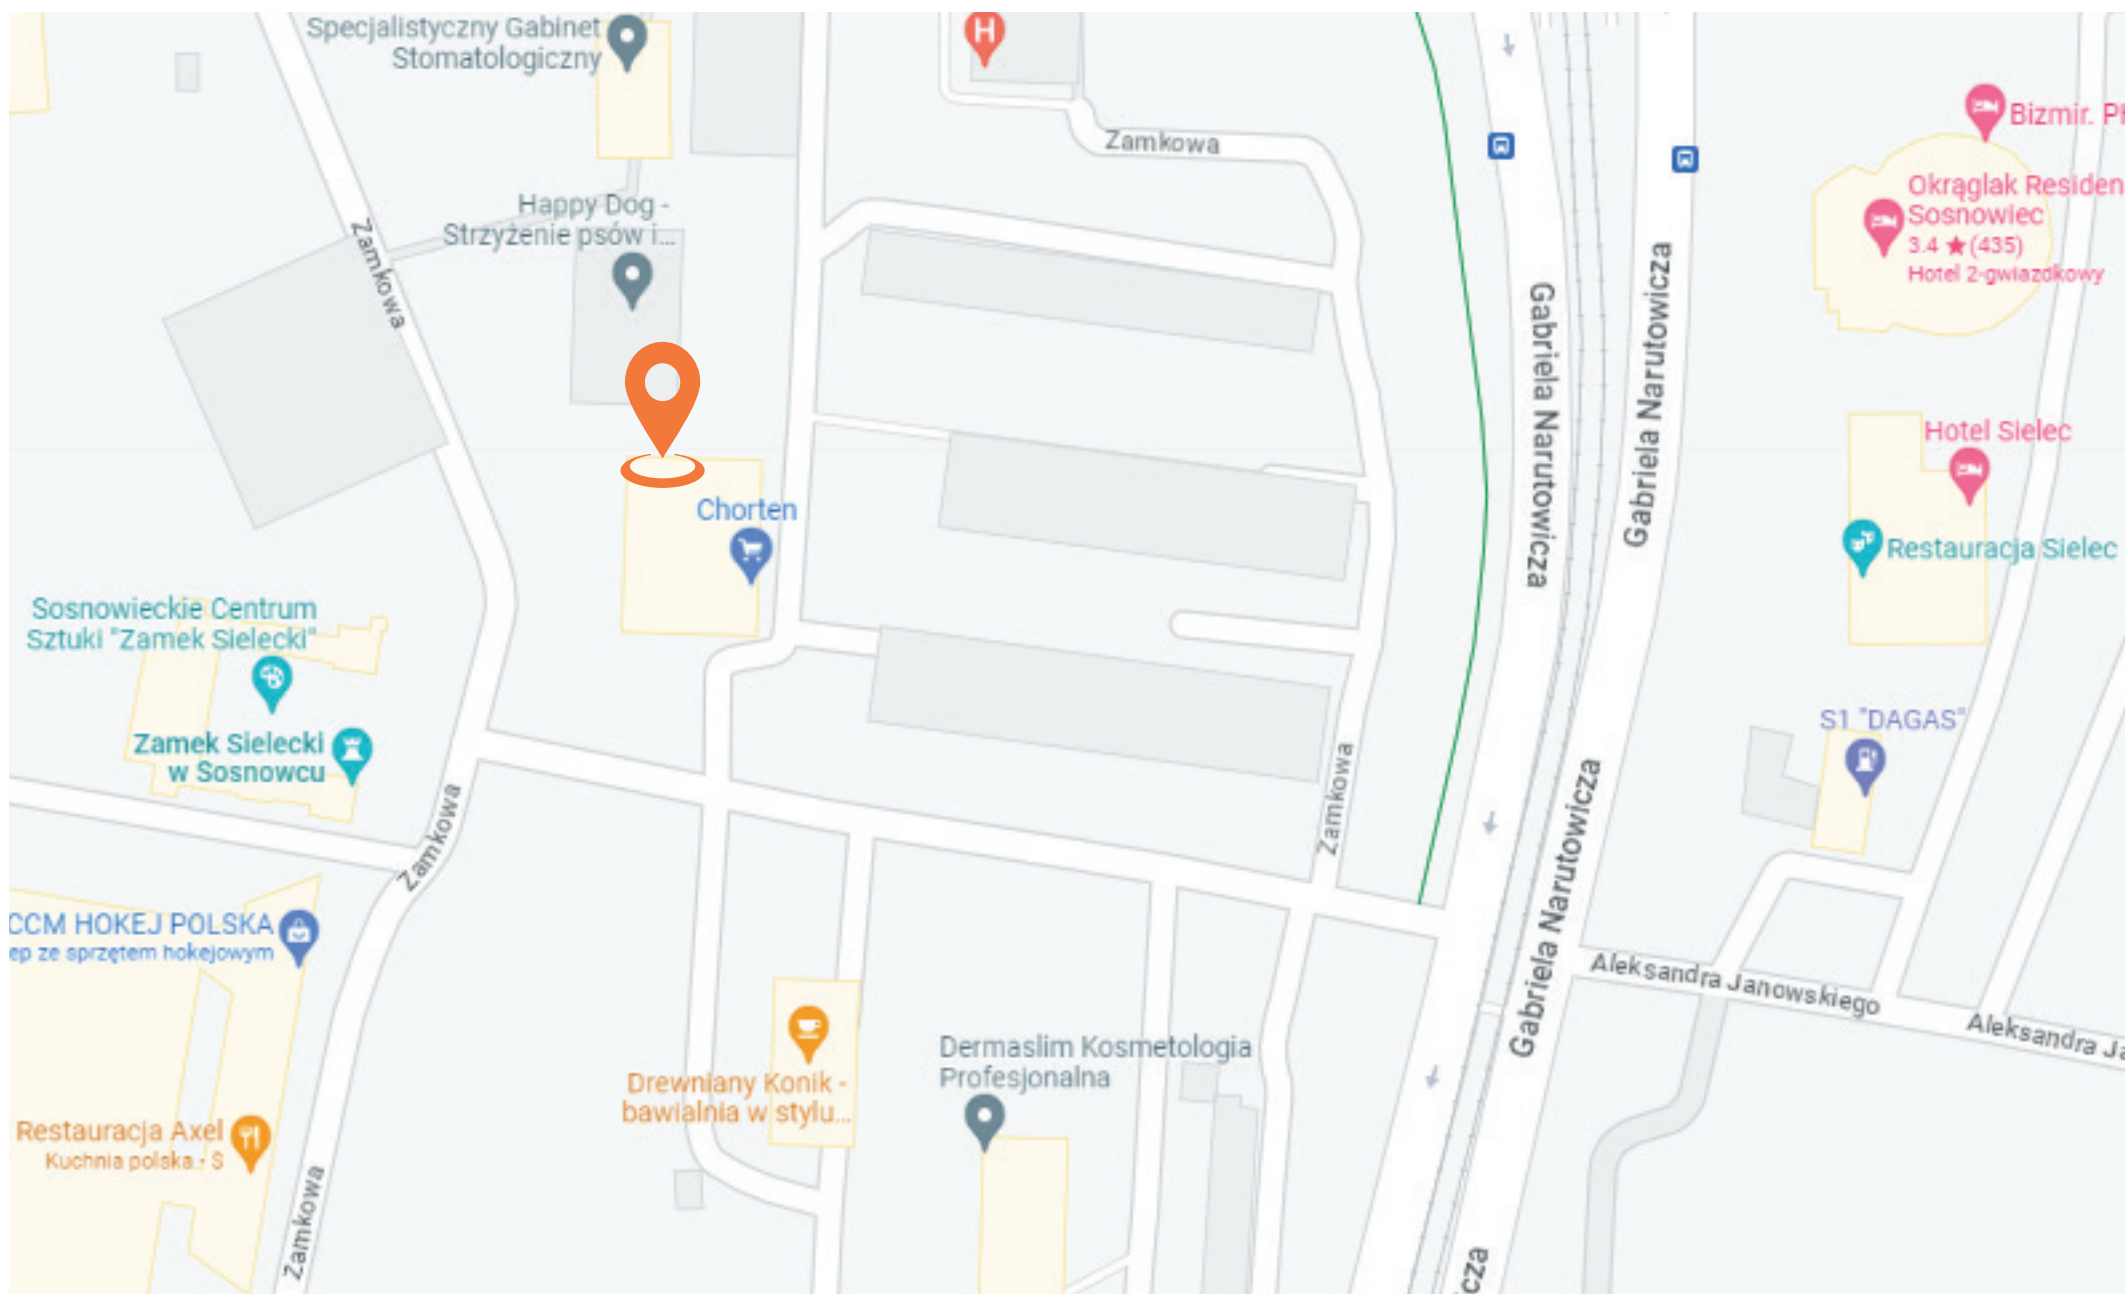 Specjalistyczny Gabinet
Stomatologiczny
H
Zamkowa
Bizmir.
Okrąglak Residen
Sosnowiec
3.4 ★ (435)
Hotel 2-gwiazdkowy
Happy Dog -
Strzyżenie psów i...
Zamkowa
Gabriela Narutowicza
Gabriela Narutowicza
Hotel Sielec
Chorten
Restauracja Sielec
Sosnowieckie Centrum
Sztuki "Zamek Sielecki"
S1 "DAGAS"
Zamek Sielecki
w Sosnowcu
Zamkowa
Zamkowa
Gabriela Narutowicza
CCM HOKEJ POLSKA
ep ze sprzętem hokejowym
Aleksandra Janowskiego
Aleksandra Ja
Dermaslim Kosmetologia
Profesjonalna
Drewniany Konik -
bawialnia w stylu...
Restauracja Axel
Kuchnia polska - $
Zamkowa
cza